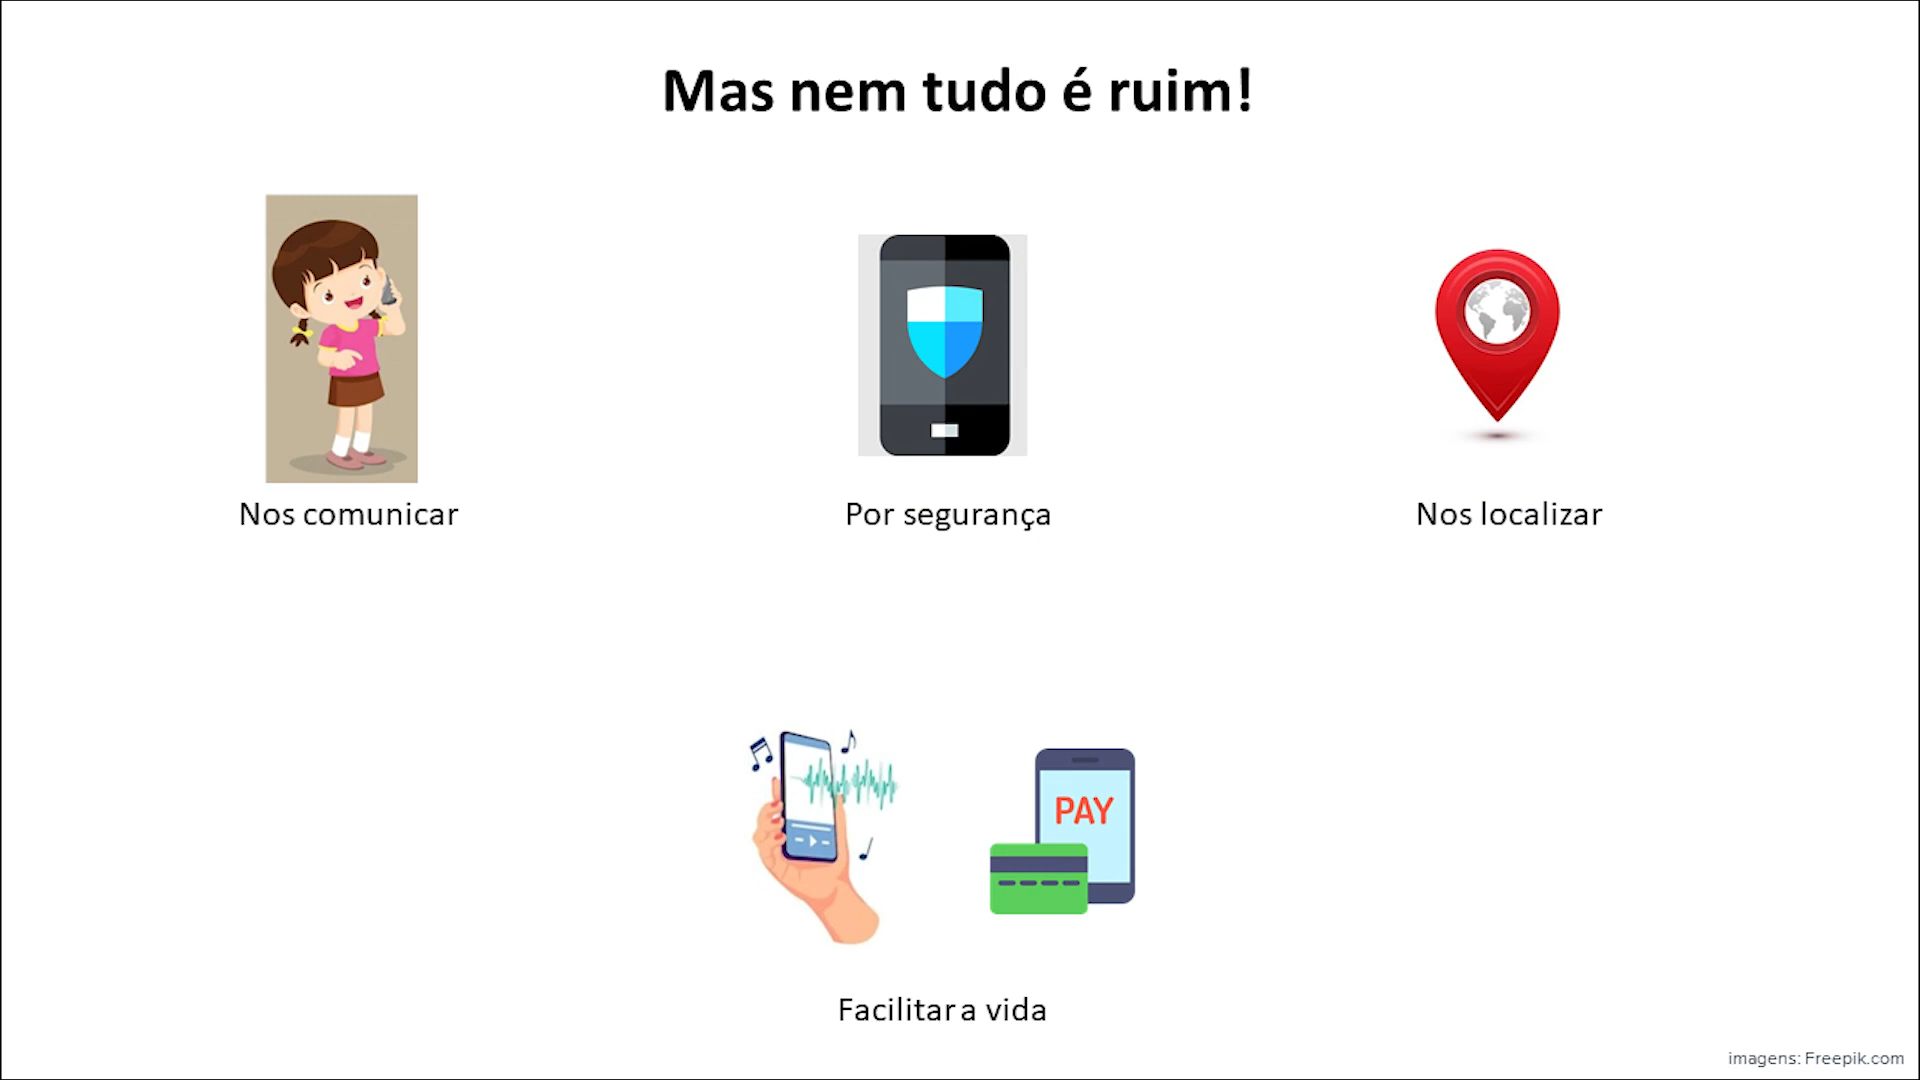 Mas nem tudo é ruim!
Nos comunicar
Por segurança
Nos localizar
PAY
Facilitar a vida
imagens: Freepik.com